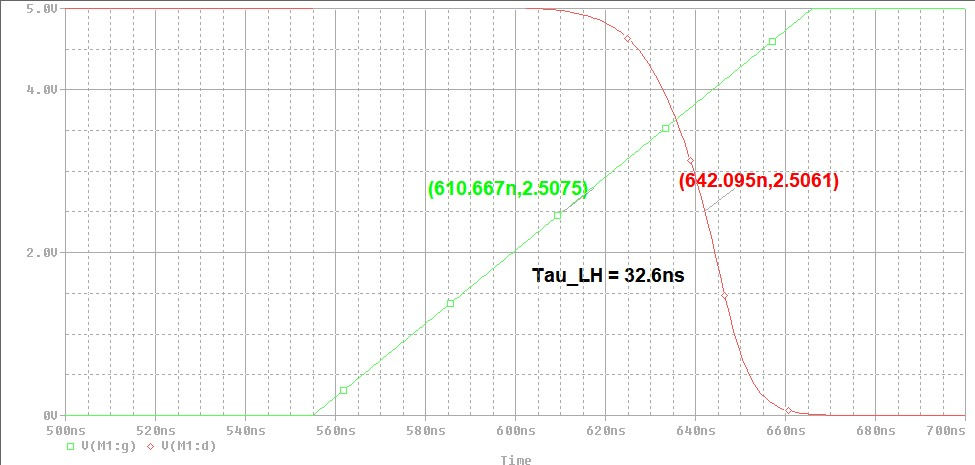 5.0V
4.0V
(610.667n,2.5075)
(642.095n,2.5061)
2.0V
Tau_LH = 32.6ns
0V
500ns 520ns 540ns 560ns 580ns 600ns 620ns 640ns 660ns 680ns 700ns
V(M1:g) V(M1:d)
Time